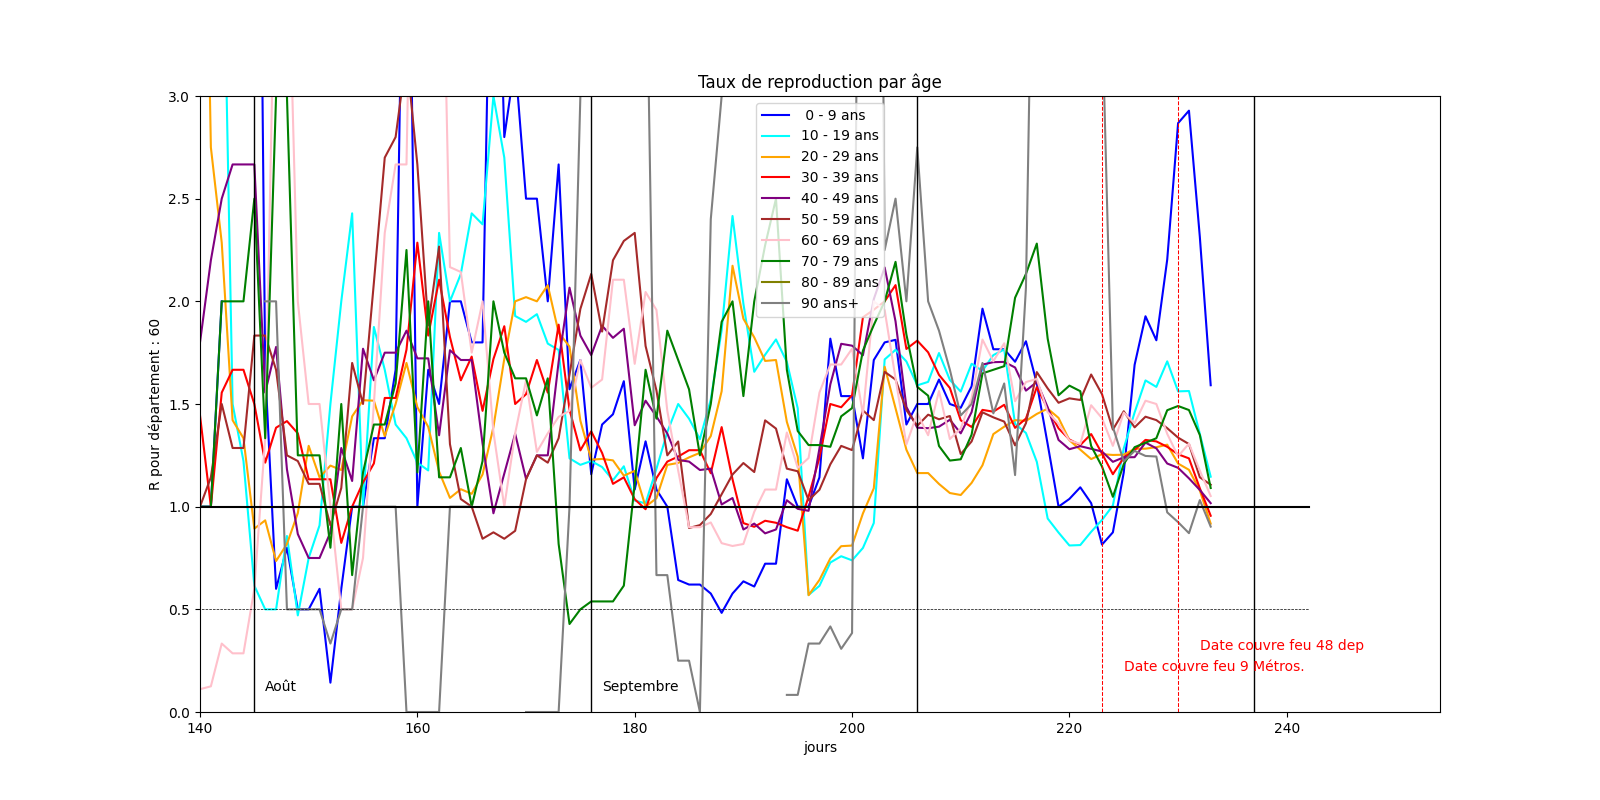 Taux de reproduction par âge
R pour département : 60
3.0
2.5
2.0
1.5
1.0
0.5
0.0
0 - 9 ans
10 - 19 ans
20 - 29 ans
30 - 39 ans
40 - 49 ans
50 - 59 ans
60 - 69 ans
70 - 79 ans
80 - 89 ans
90 ans+
Date couvre feu 48 dep
Date couvre feu 9 Métros.
Août
Septembre
140
160
180
200
220
240
jours